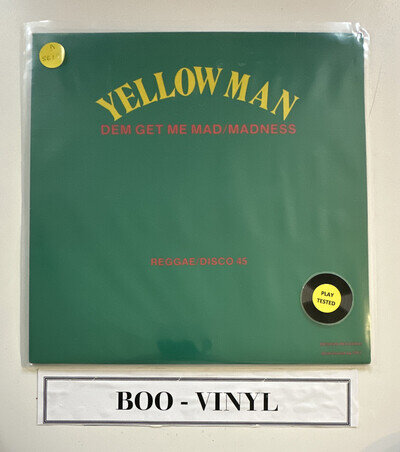 YELLOWMAN
DEM GET ME MAD/MADNESS
REGGAE/DISCO 45
PLAY
TESTED
BOO - VINYL